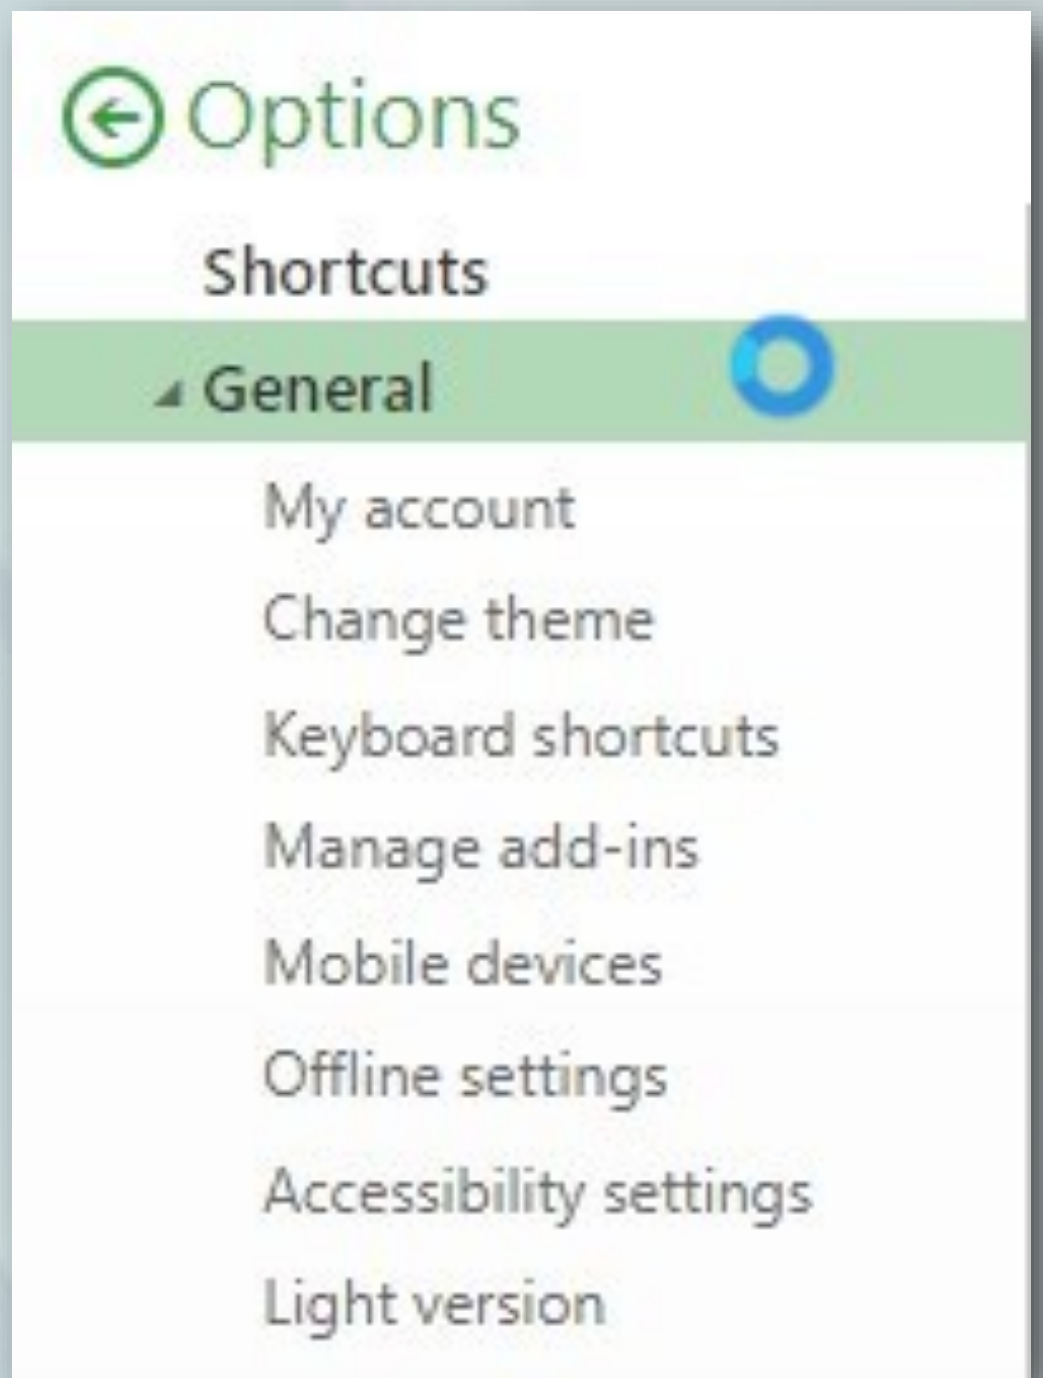 Options
Shortcuts
General
My account
Change theme
Keyboard shortcuts
Manage add-ins
Mobile devices
Offline settings
Accessibility settings
Light version